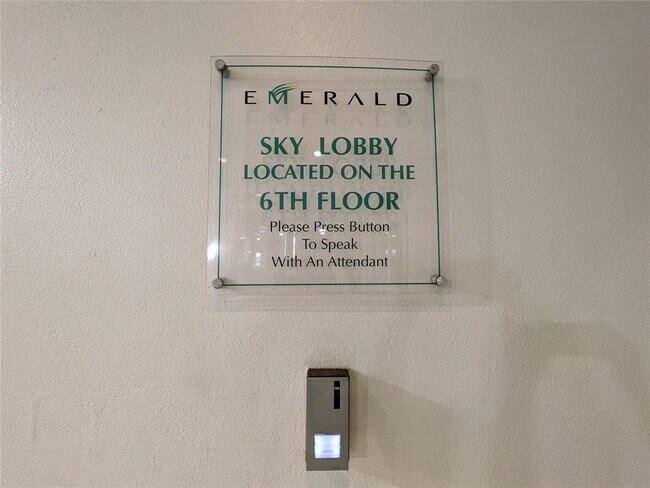 EMERALD
SKY LOBBY
LOCATED ON THE
6TH FLOOR
Please Press Button
To Speak
With An Attendant